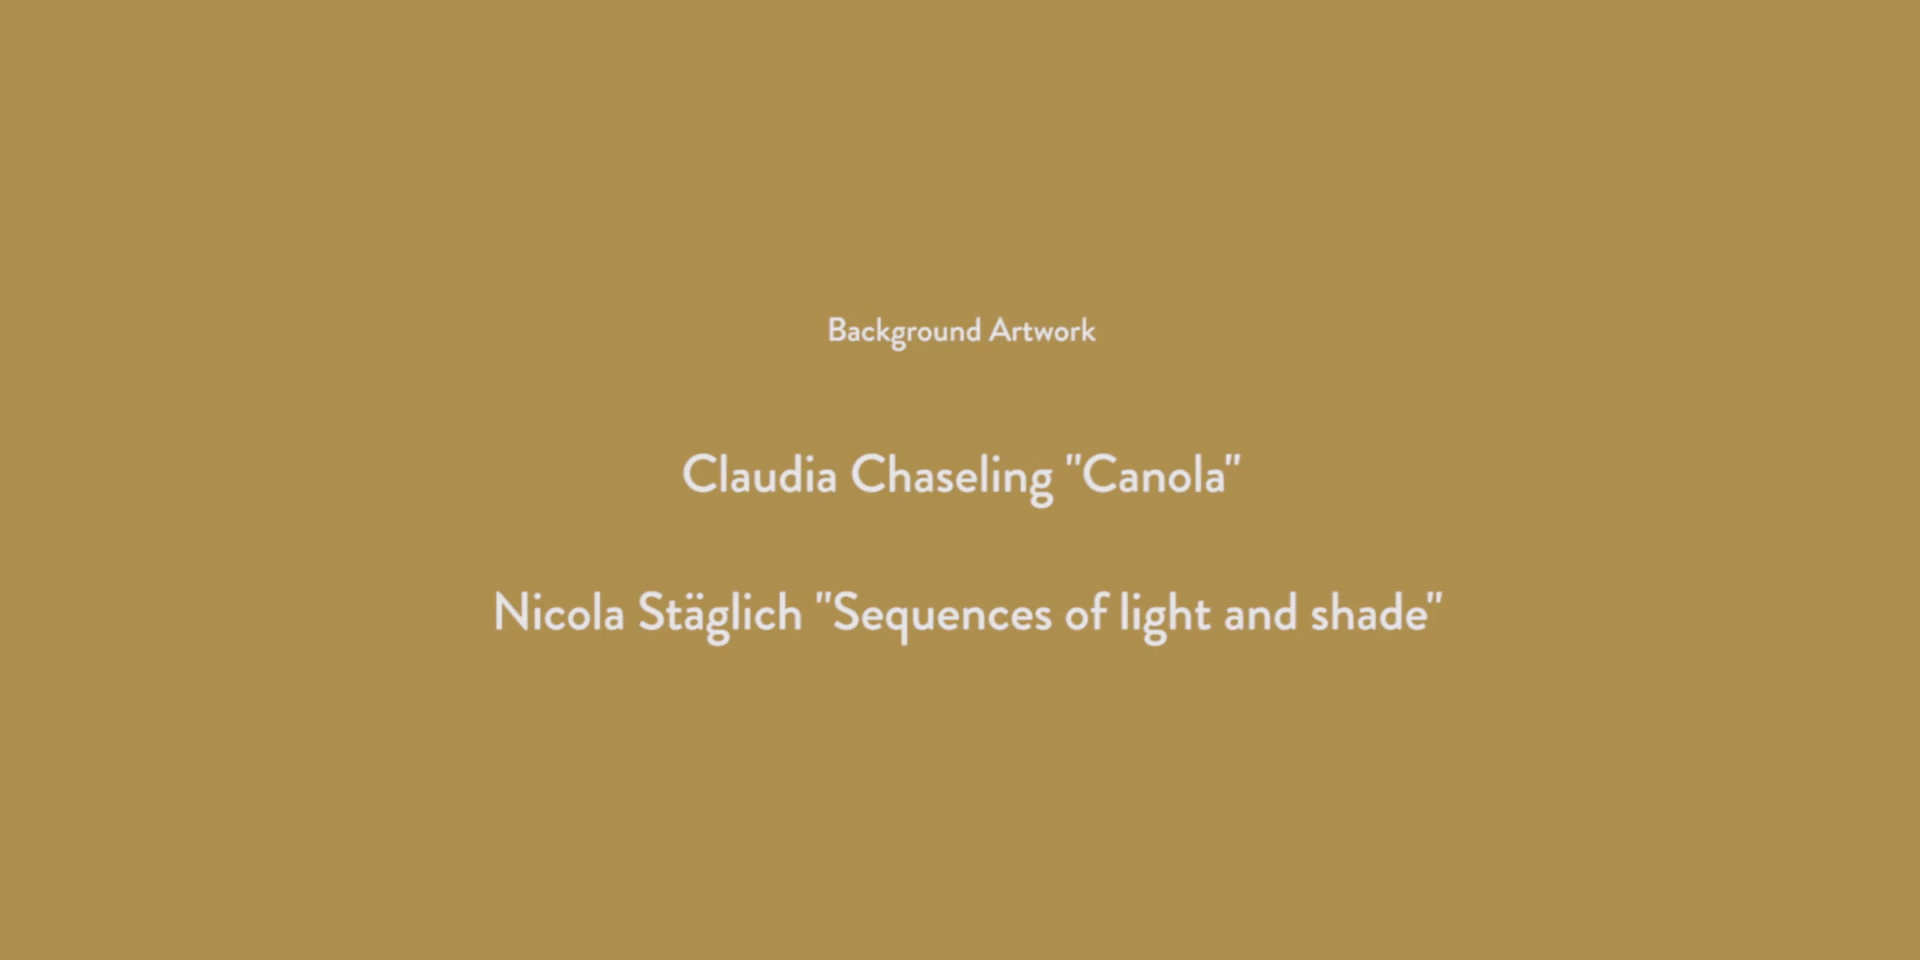 Background Artwork
Claudia Chaseling "Canola"
Nicola Stäglich "Sequences of light and shade"